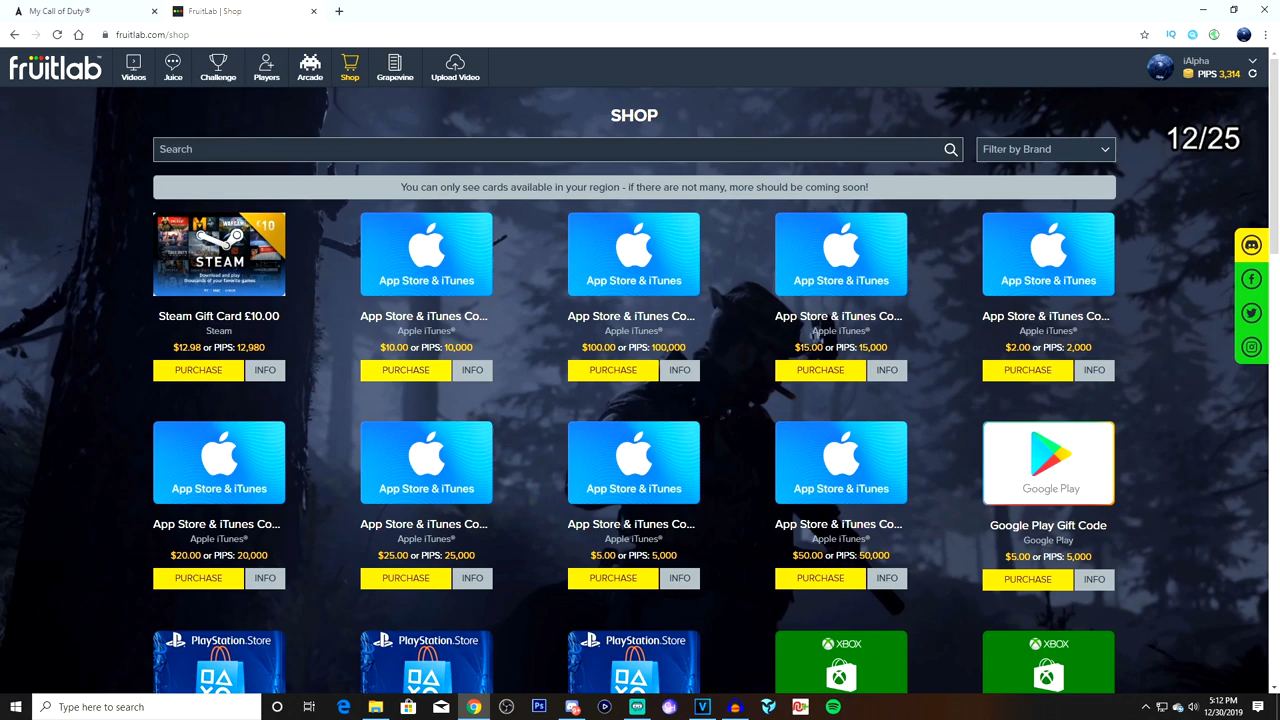 My Call of Duty®
FruitLab | Shop
fruitlab.com/shop
IQ
fruitlab
Videos
Juice
Challenge
Players
Arcade
Shop
Grapevine
Upload Video
iAlpha
PIPS 3,314
SHOP
12/25
Search
Filter by Brand
You can only see cards available in your region - if there are not many, more should be coming soon!
£10
STEAM
App Store & iTunes
App Store & iTunes
App Store & iTunes
App Store & iTunes
Steam Gift Card £10.00
App Store & iTunes Co...
App Store & iTunes Co...
App Store & iTunes Co...
App Store & iTunes Co...
Steam
Apple iTunes®
Apple iTunes®
Apple iTunes®
Apple iTunes®
$12.98 or PIPS: 12,980
$10.00 or PIPS: 10,000
$100.00 or PIPS: 100,000
$15.00 or PIPS: 15,000
$2.00 or PIPS: 2,000
PURCHASE INFO
PURCHASE INFO
PURCHASE INFO
PURCHASE INFO
PURCHASE INFO
App Store & iTunes
App Store & iTunes
App Store & iTunes
App Store & iTunes
Google Play
App Store & iTunes Co...
App Store & iTunes Co...
App Store & iTunes Co...
App Store & iTunes Co...
Google Play Gift Code
Apple iTunes®
Apple iTunes®
Apple iTunes®
Apple iTunes®
Google Play
$20.00 or PIPS: 20,000
$25.00 or PIPS: 25,000
$5.00 or PIPS: 5,000
$50.00 or PIPS: 50,000
$5.00 or PIPS: 5,000
PURCHASE INFO
PURCHASE INFO
PURCHASE INFO
PURCHASE INFO
PURCHASE INFO
PlayStation.Store
PlayStation.Store
PlayStation.Store
XBOX
XBOX
Type here to search
5:12 PM
12/30/2019